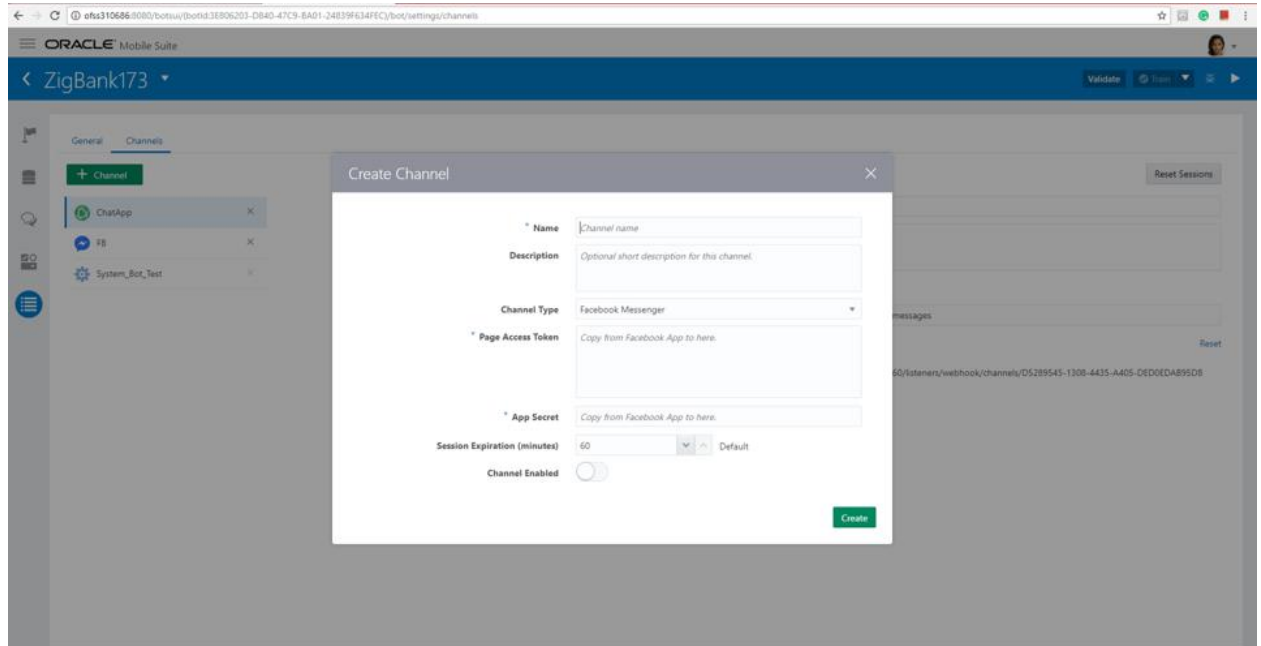 ofss310686:8080/botsui/(botid:3E806203-D840-47C9-8A01-24839F634FEC)/bot/settings/channels
ORACLE Mobile Suite
ZigBank173
Validate Train
General Channels
+ Channel
Reset Sessions
ChatApp
FB
System_Bot_Test
Create Channel
* Name Channel name
Description Optional short description for this channel.
Channel Type Facebook Messenger
messages
* Page Access Token Copy from Facebook App to here.
Reset
60/listeners/webhook/channels/D5289545-1308-4435-A405-DED0EDA895D8
* App Secret Copy from Facebook App to here.
Session Expiration (minutes) 60 Default
Channel Enabled
Create